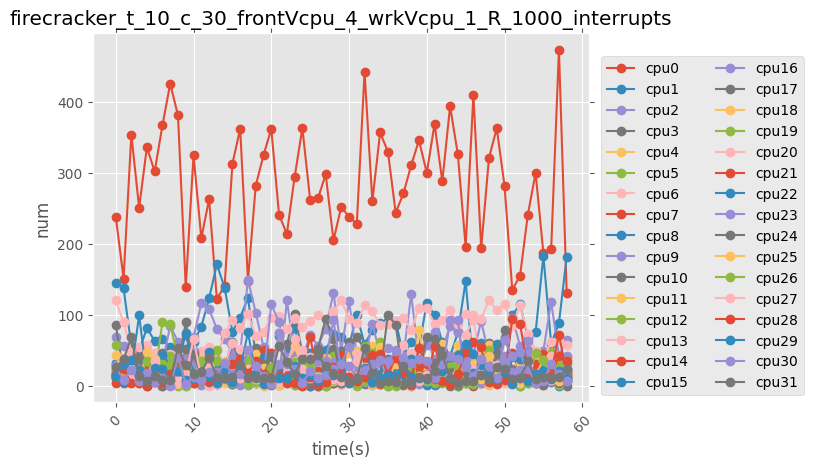 firecracker_t_10_c_30_frontVcpu_4_wrkVcpu_1_R_1000_interrupts
num
400
300
200
100
0
0
10
20
30
40
50
60
time(s)
cpu0
cpu1
cpu2
cpu3
cpu4
cpu5
cpu6
cpu7
cpu8
cpu9
cpu10
cpu11
cpu12
cpu13
cpu14
cpu15
cpu16
cpu17
cpu18
cpu19
cpu20
cpu21
cpu22
cpu23
cpu24
cpu25
cpu26
cpu27
cpu28
cpu29
cpu30
cpu31